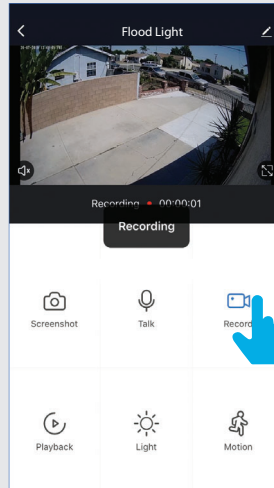 Flood Light
Recording 00:00:01
Recording
Screenshot
Talk
Record
Playback
Light
Motion